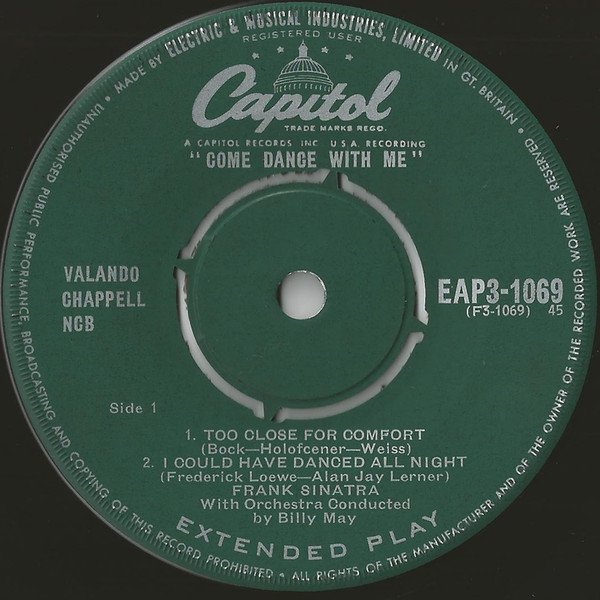 MADE BY ELECTRIC & MUSICAL INDUSTRIES, LIMITED IN GT. BRITAIN • ALL RIGHTS OF THE MANUFACTURER AND OF THE OWNER OF THE RECORDED WORK ARE RESERVED • UNAUTHORISED PUBLIC PERFORMANCE, BROADCASTING AND COPYING OF THIS RECORD PROHIBITED •
REGISTERED USER
Capitol
TRADE MARKS REGD.
A CAPITOL RECORDS INC. U.S.A. RECORDING
"COME DANCE WITH ME"
VALANDO
CHAPPELL
NCB
EAP3-1069
(F3-1069) 45
Side 1
1. TOO CLOSE FOR COMFORT
(Bock—Holofcener—Weiss)
2. I COULD HAVE DANCED ALL NIGHT
(Frederick Loewe—Alan Jay Lerner)
FRANK SINATRA
With Orchestra Conducted
by Billy May
EXTENDED PLAY